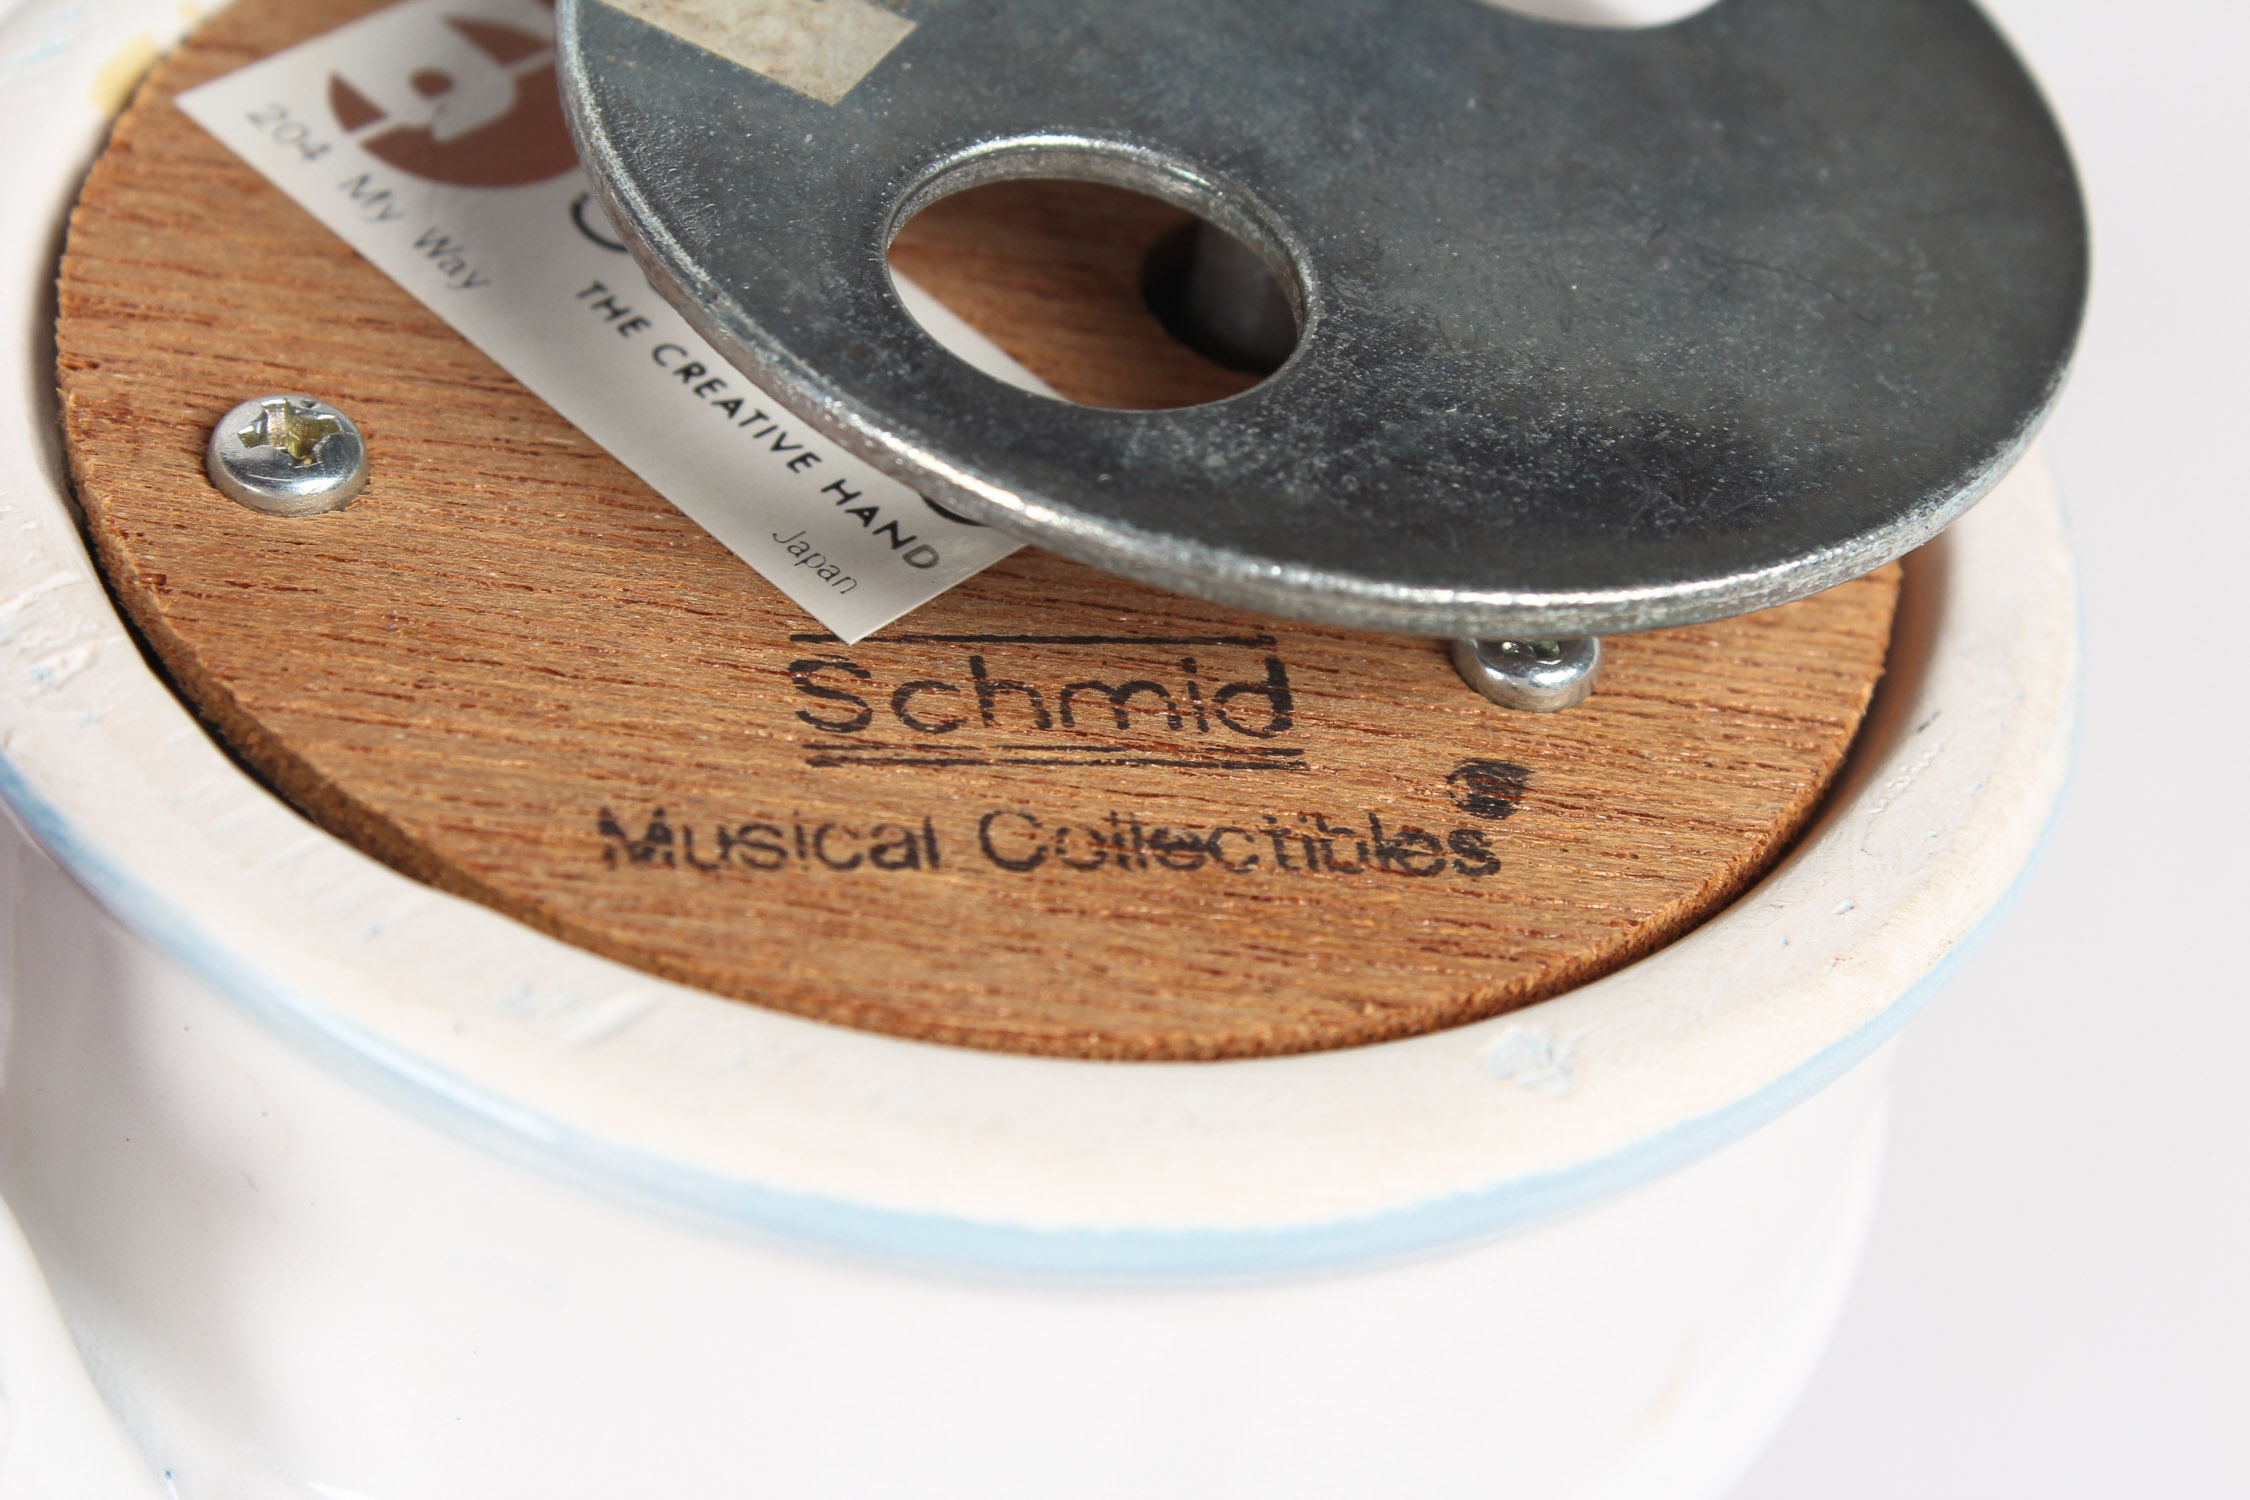 204 My Way
THE CREATIVE HAND
Japan
Schmid
Musical Collectibles